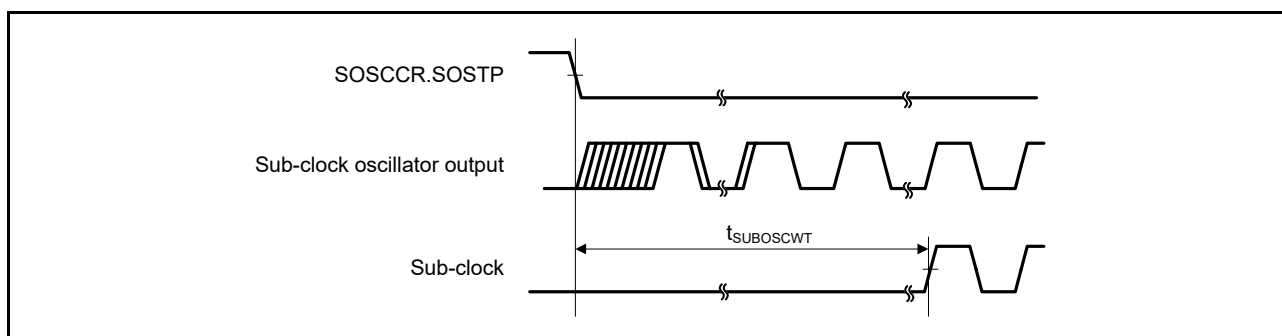 SOSCCR.SOSTP
Sub-clock oscillator output
tSUBOSCWT
Sub-clock